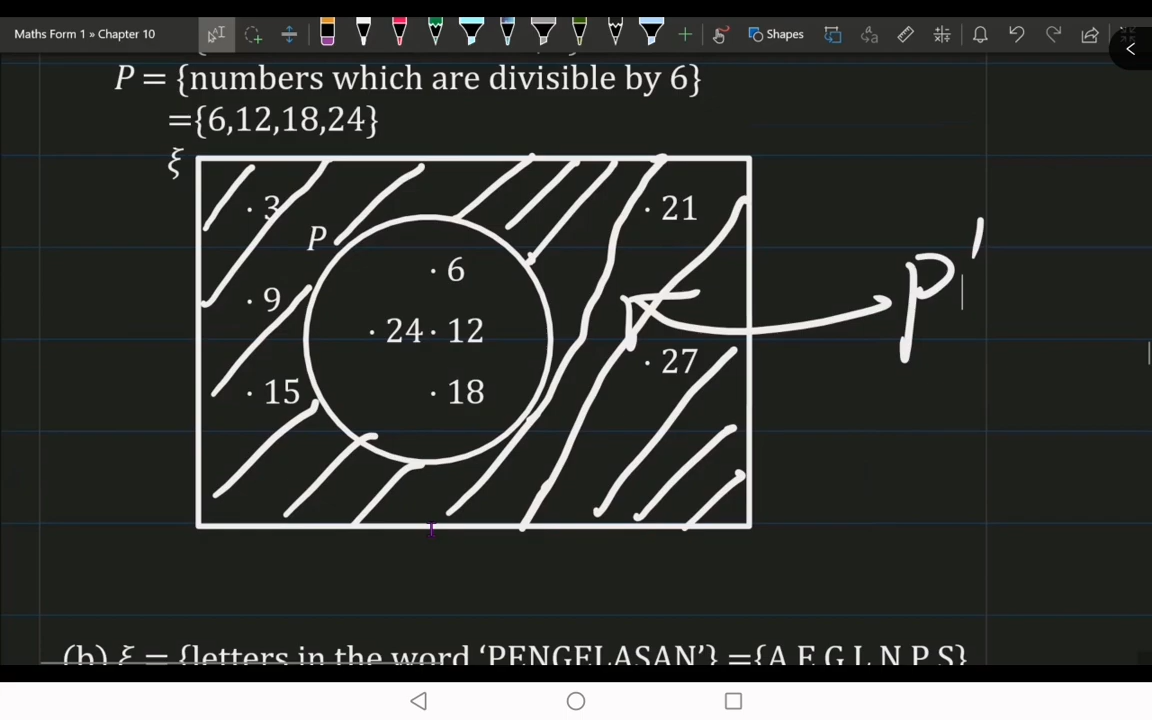 Maths Form 1 » Chapter 10
Shapes
P = {numbers which are divisible by 6}
={6,12,18,24}
ξ
· 3
· 21
P
· 6
P'
· 9
· 24 · 12
· 27
· 15
· 18
(b) ξ = {letters in the word ‘PENGELASAN’} ={A,E,G,L,N,P,S}